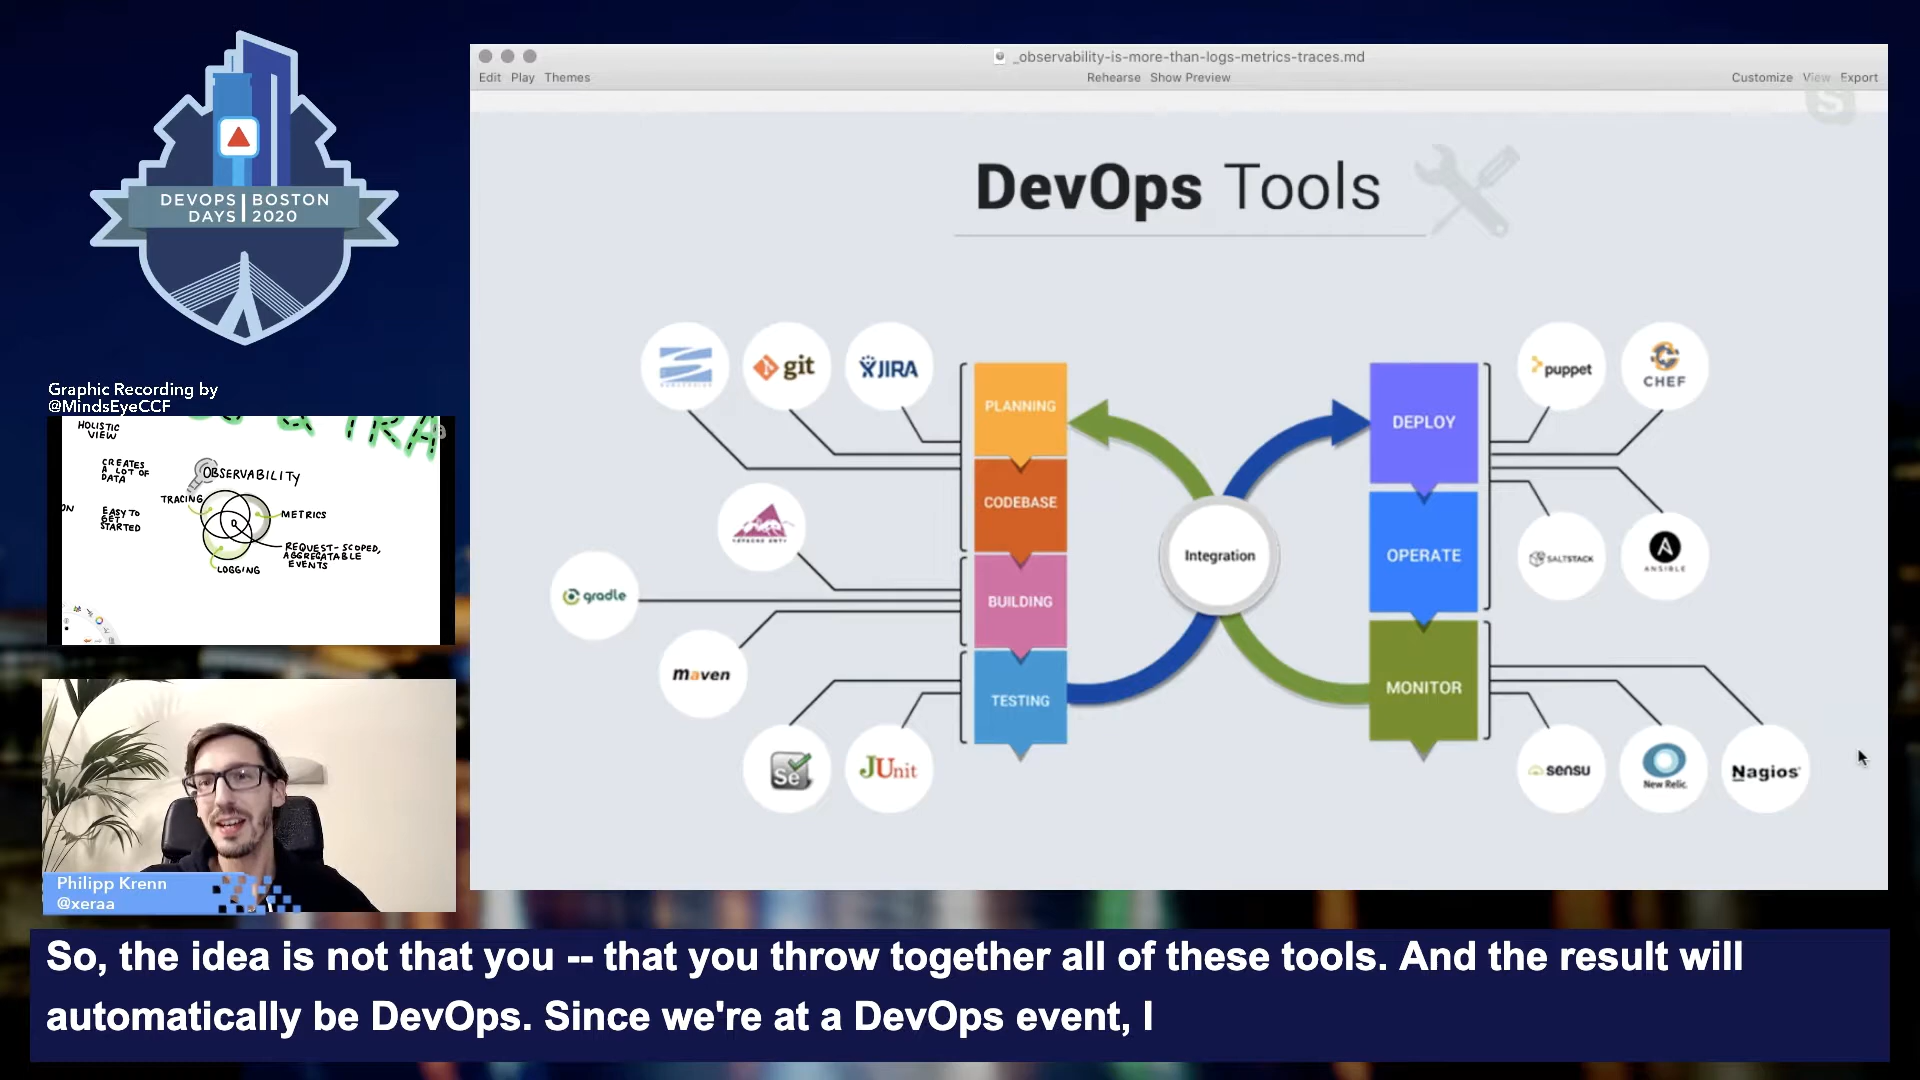 DEVOPS BOSTON
DAYS 2020
Graphic Recording by
@MindsEyeCCF
HOLISTIC
VIEW
CREATES
A LOT OF
DATA
EASY TO
GET
STARTED
ON
OBSERVABILITY
TRACING
METRICS
REQUEST-SCOPED,
AGGREGATABLE
EVENTS
LOGGING
Philipp Krenn
@xeraa
_observability-is-more-than-logs-metrics-traces.md
Edit Play Themes
Rehearse Show Preview
Customize View Export
DevOps Tools
git
JIRA
gradle
maven
Se
JUnit
PLANNING
CODEBASE
BUILDING
TESTING
Integration
DEPLOY
OPERATE
MONITOR
puppet
CHEF
SALTSTACK
ANSIBLE
sensu
New Relic.
Nagios
So, the idea is not that you -- that you throw together all of these tools. And the result will
automatically be DevOps. Since we're at a DevOps event, I